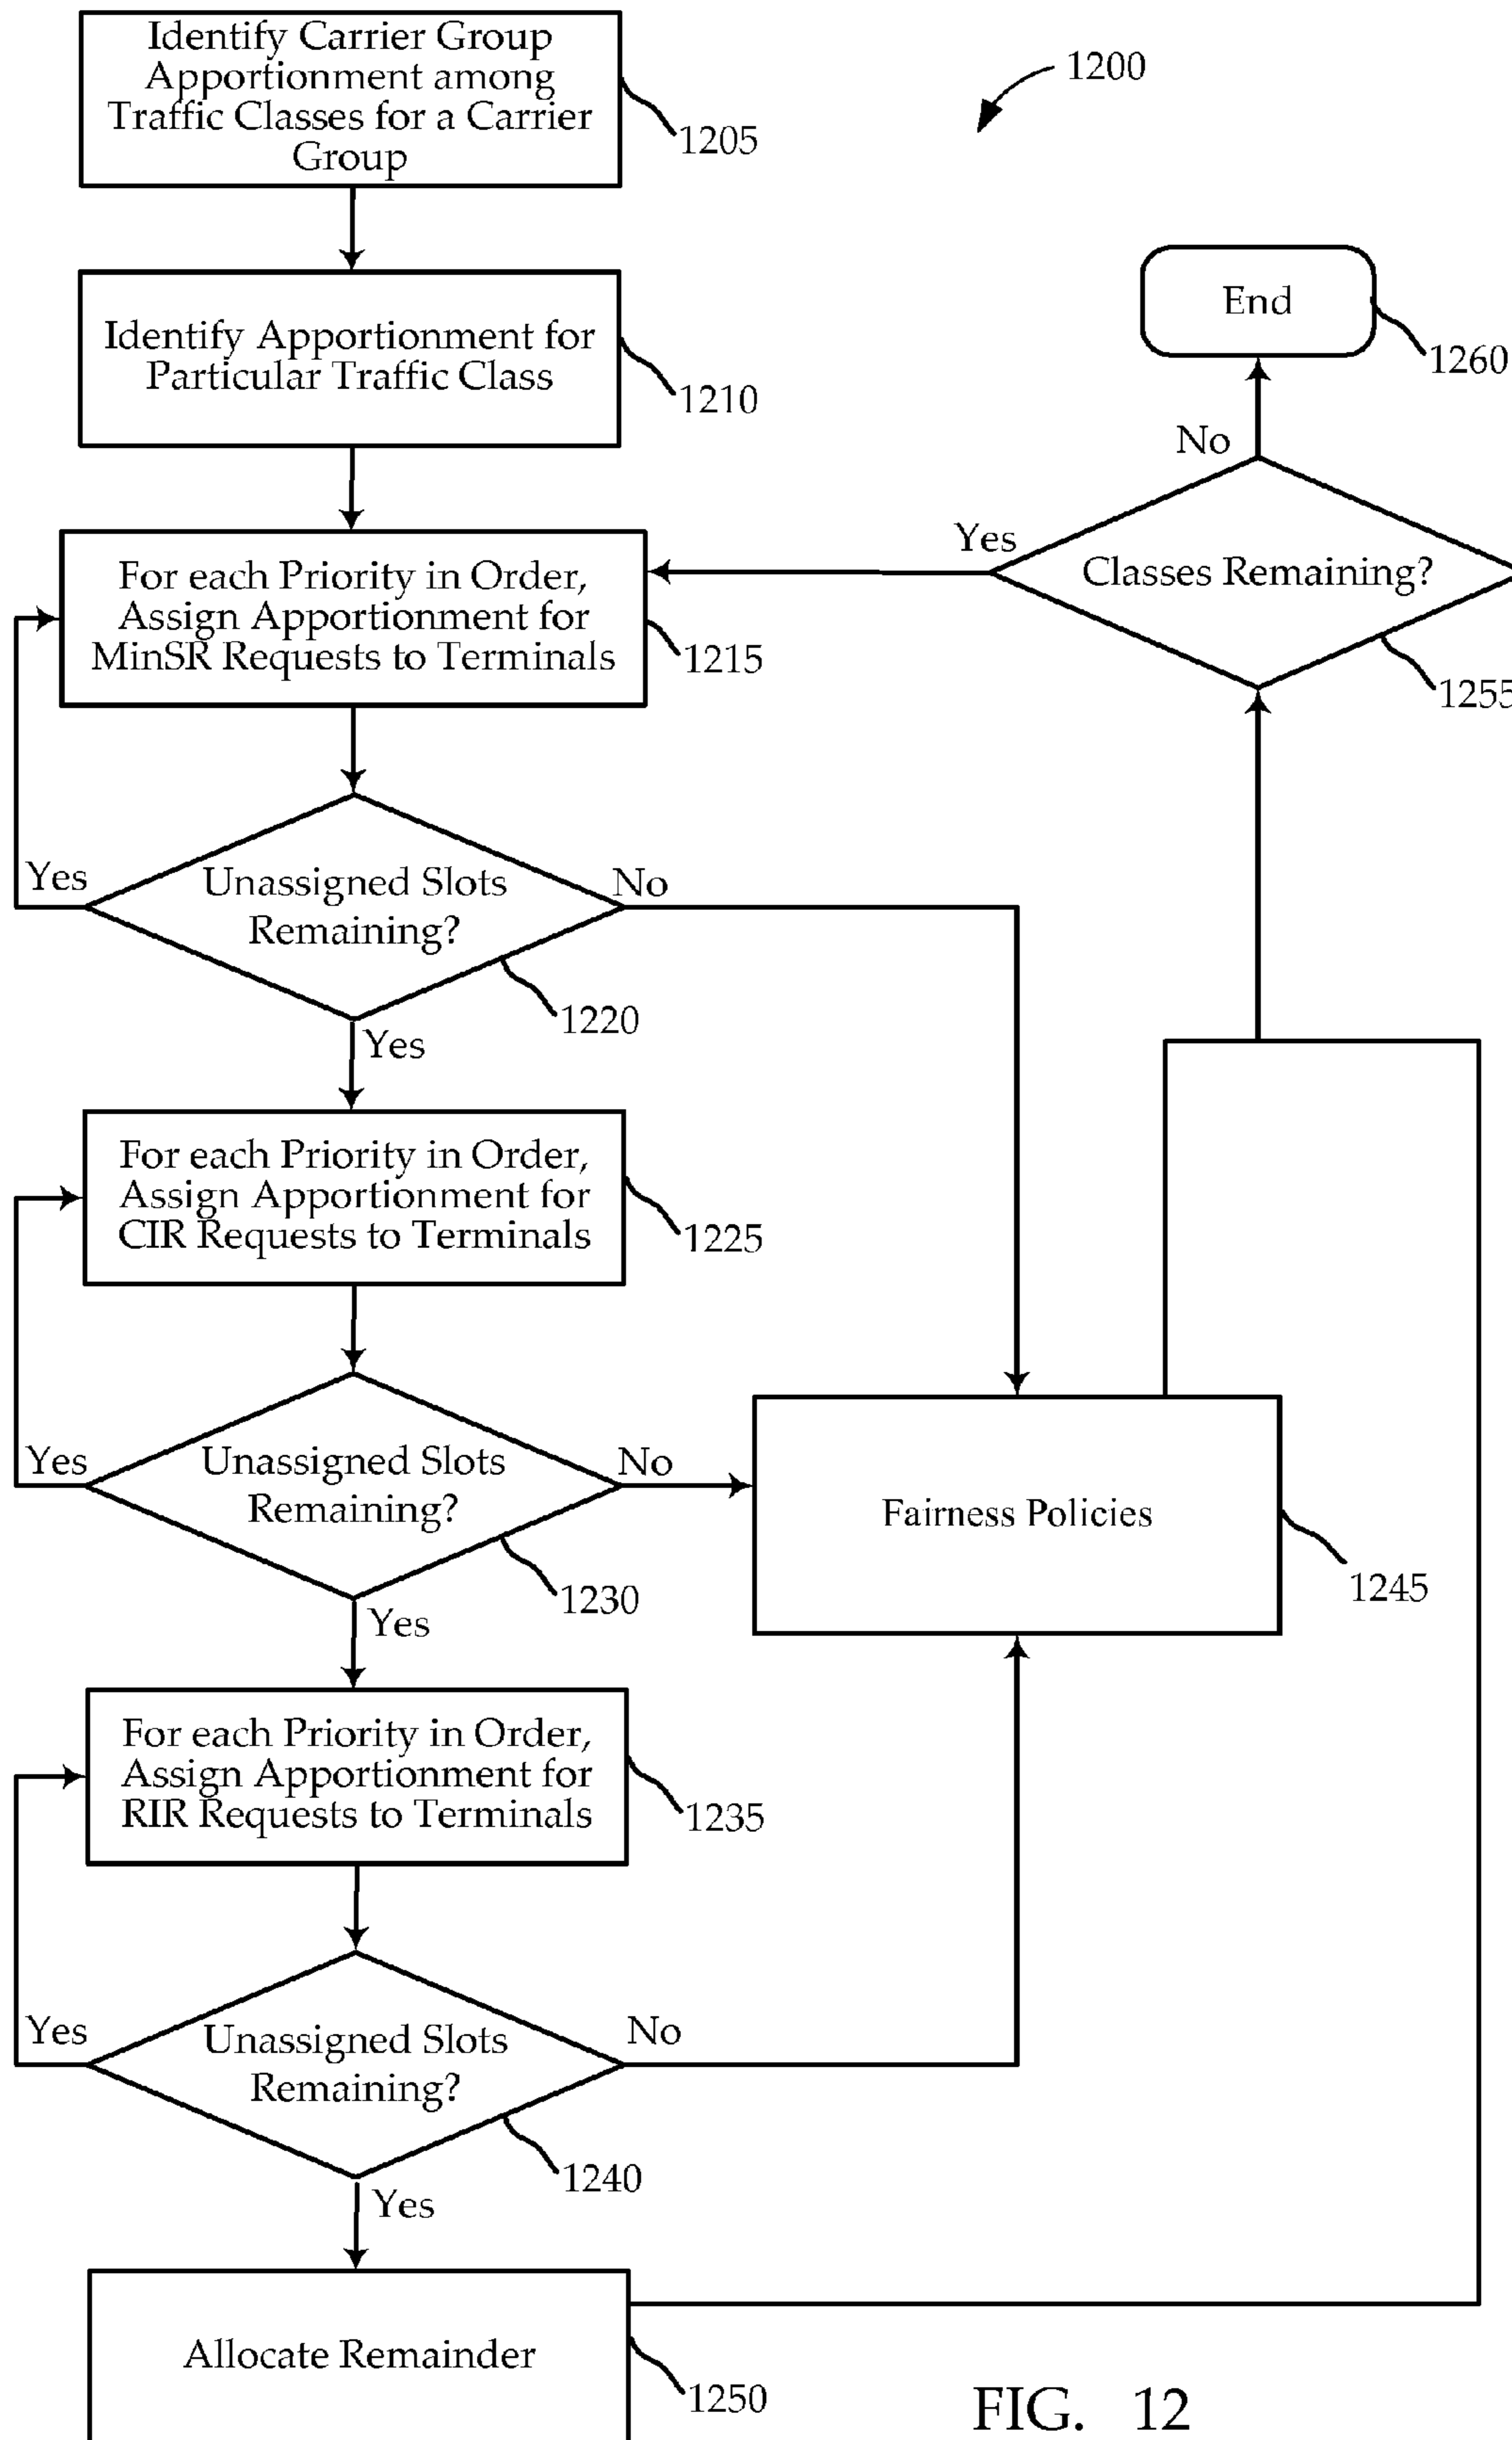 Identify Carrier Group
Apportionment among
Traffic Classes for a Carrier
Group
1205
1200
Identify Apportionment for
Particular Traffic Class
1210
End
1260
No
Yes
Classes Remaining?
1255
For each Priority in Order,
Assign Apportionment for
MinSR Requests to Terminals
1215
Yes
Unassigned Slots
Remaining?
No
1220
Yes
For each Priority in Order,
Assign Apportionment for
CIR Requests to Terminals
1225
Yes
Unassigned Slots
Remaining?
No
1230
Yes
Fairness Policies
1245
For each Priority in Order,
Assign Apportionment for
RIR Requests to Terminals
1235
Yes
Unassigned Slots
Remaining?
No
1240
Yes
Allocate Remainder
1250
FIG. 12